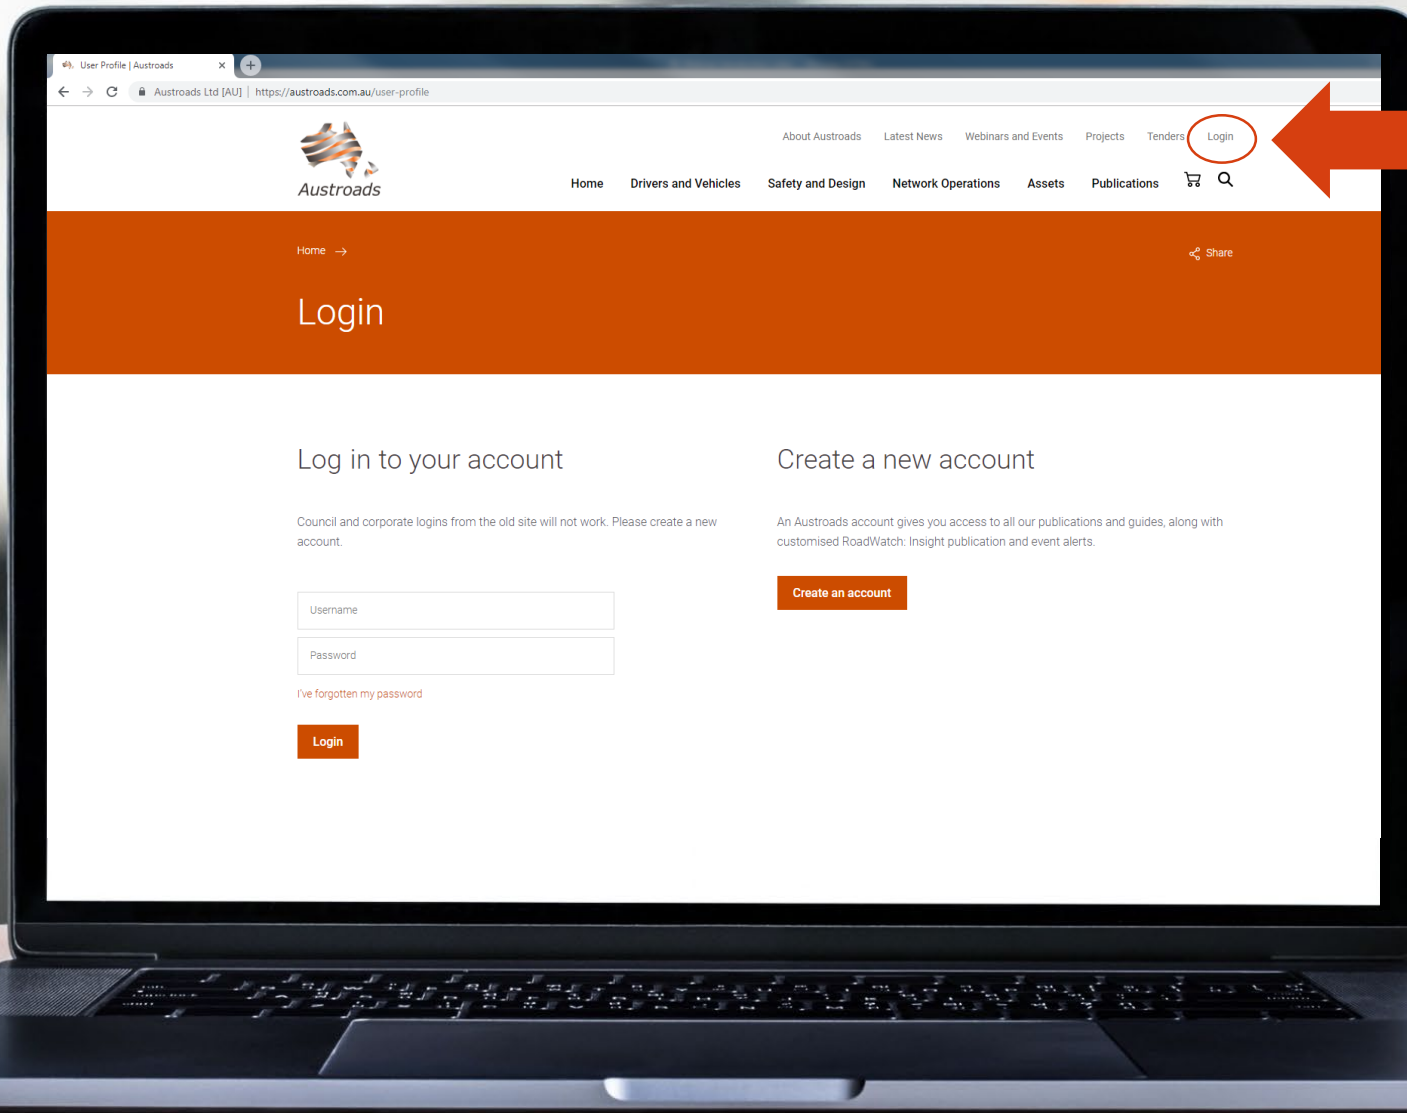 User Profile | Austroads
Austroads Ltd [AU] | https://austroads.com.au/user-profile
Austroads
About Austroads Latest News Webinars and Events Projects Tenders Login
Home Drivers and Vehicles Safety and Design Network Operations Assets Publications
Home
Share
Login
Log in to your account
Council and corporate logins from the old site will not work. Please create a new
account.
Username
Password
I've forgotten my password
Login
Create a new account
An Austroads account gives you access to all our publications and guides, along with
customised RoadWatch: Insight publication and event alerts.
Create an account